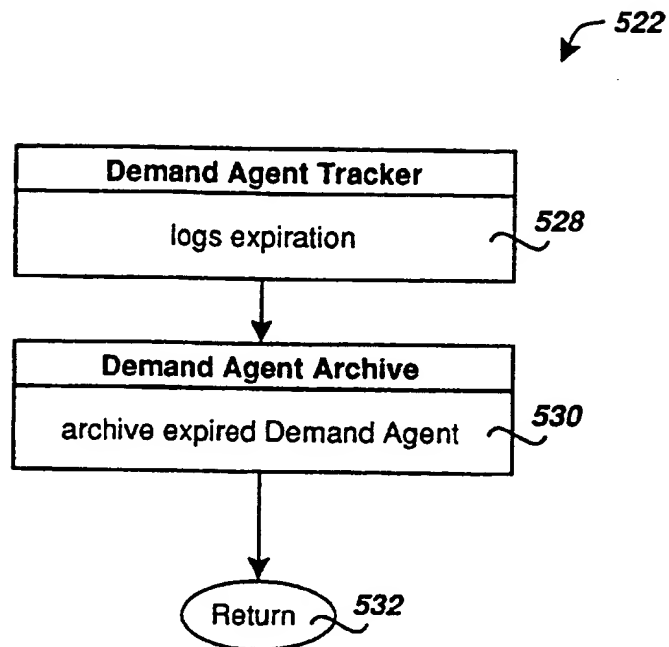 522
Demand Agent Tracker
logs expiration
528
Demand Agent Archive
archive expired Demand Agent
530
Return
532